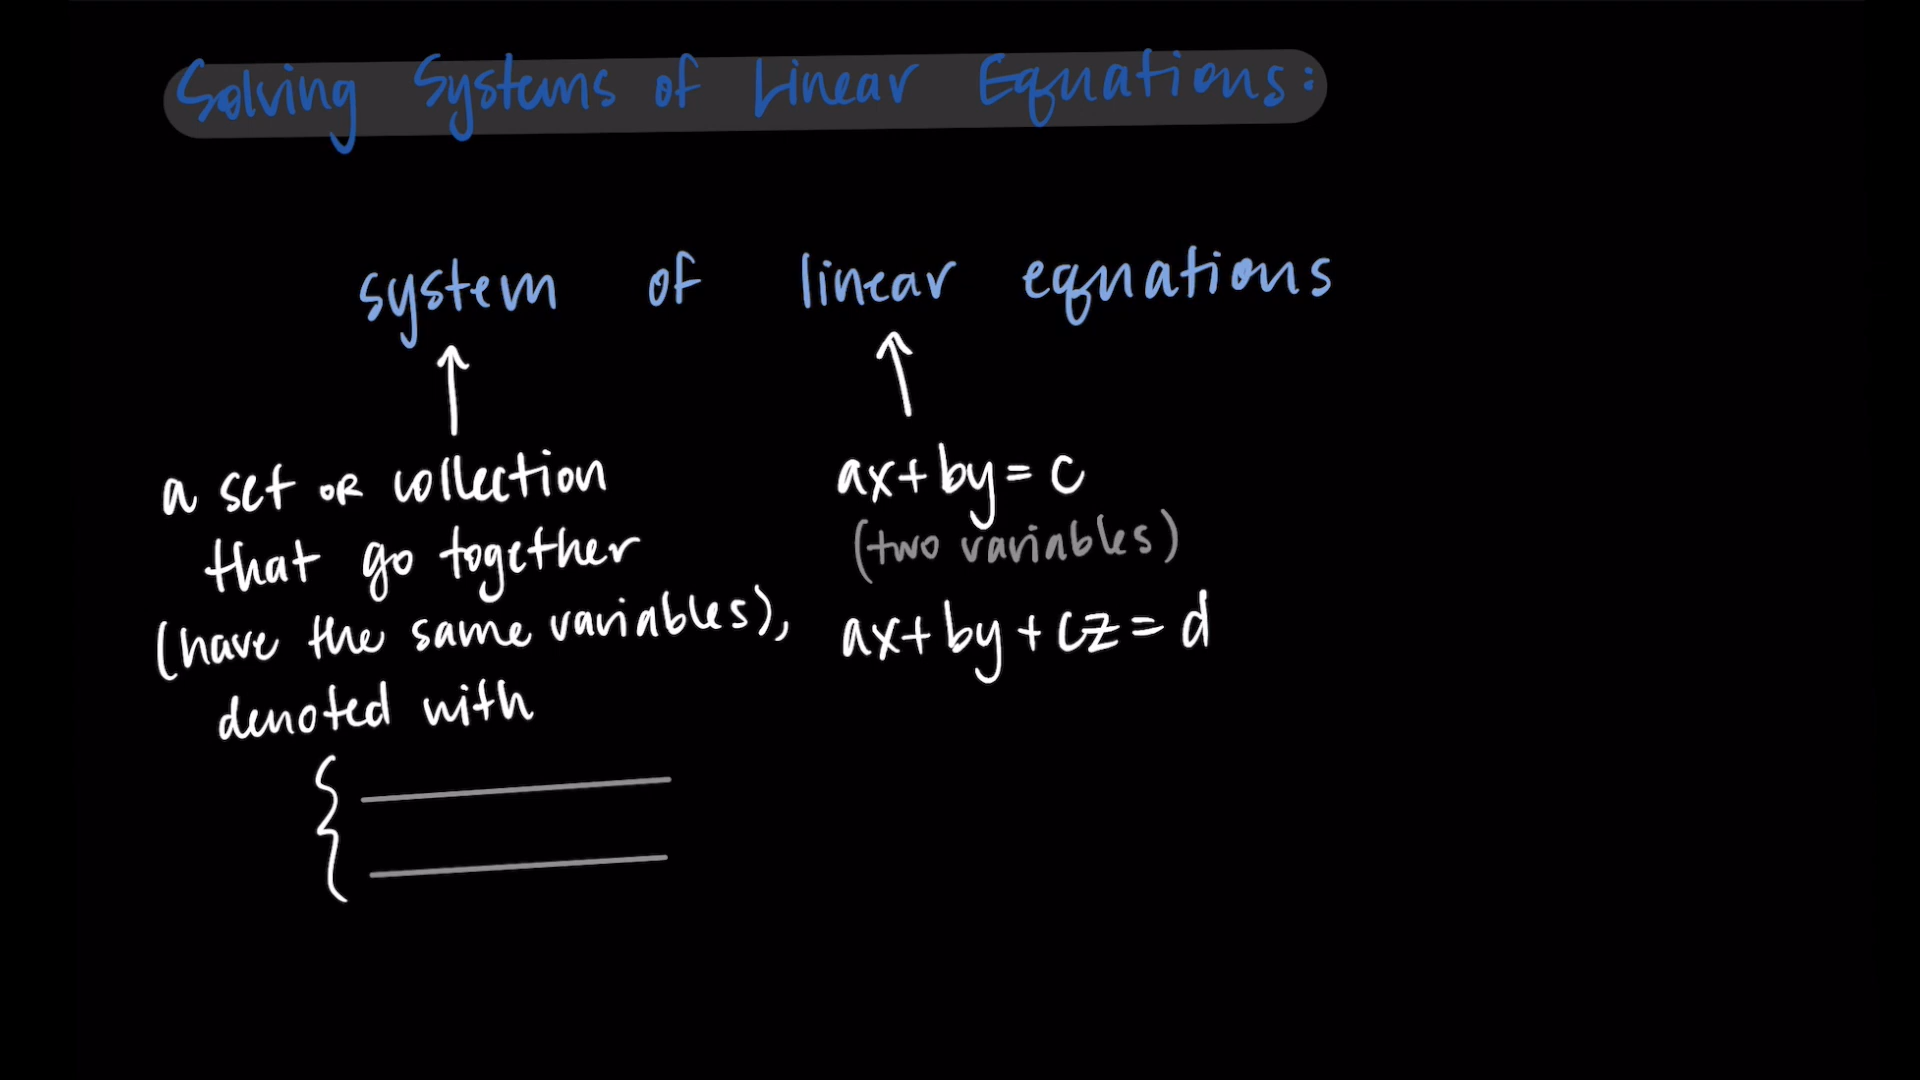 Solving Systems of Linear Equations:
system of linear equations
a set OR collection
that go together
(have the same variables),
denoted with
{
ax+by=c
(two variables)
ax+by+cz=d